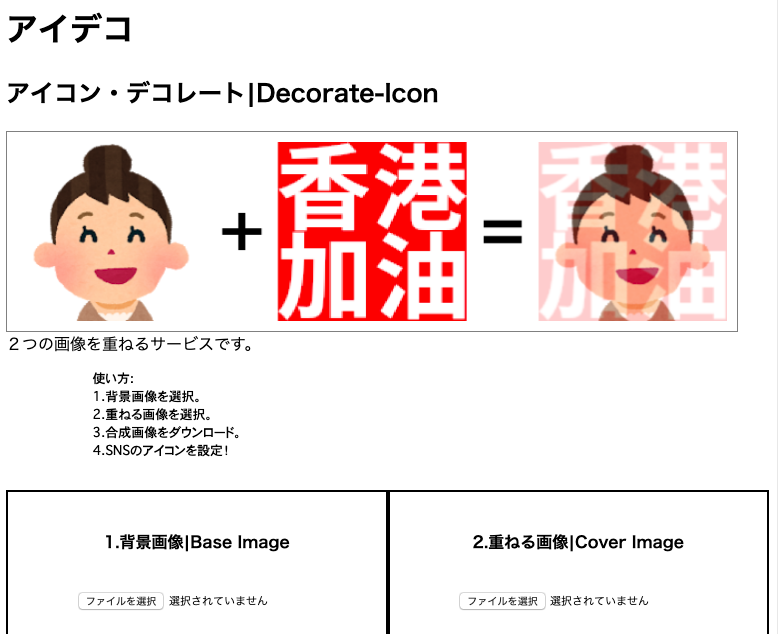 アイデコ
アイコン・デコレート|Decorate-Icon
香港
加油
+
=
香港
加油
２つの画像を重ねるサービスです。
使い方:
1.背景画像を選択。
2.重ねる画像を選択。
3.合成画像をダウンロード。
4.SNSのアイコンを設定!
1.背景画像|Base Image
2.重ねる画像|Cover Image
ファイルを選択 選択されていません
ファイルを選択 選択されていません